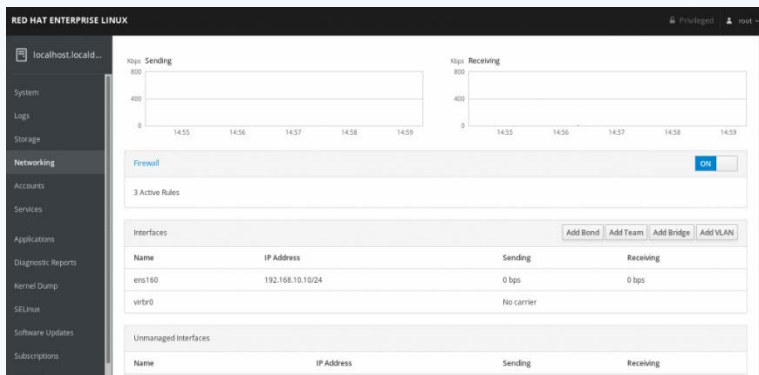 RED HAT ENTERPRISE LINUX
Privileged root
localhost.locald...
System
Logs
Storage
Networking
Accounts
Services
Applications
Diagnostic Reports
Kernel Dump
SELinux
Software Updates
Subscriptions
Kbps Sending
800
400
0
14:55 14:56 14:57 14:58 14:59
Kbps Receiving
800
400
0
14:55 14:56 14:57 14:58 14:59
Firewall ON
3 Active Rules
Interfaces Add Bond Add Team Add Bridge Add VLAN
Name IP Address Sending Receiving
ens160 192.168.10.10/24 0 bps 0 bps
virbr0 No carrier
Unmanaged Interfaces
Name IP Address Sending Receiving